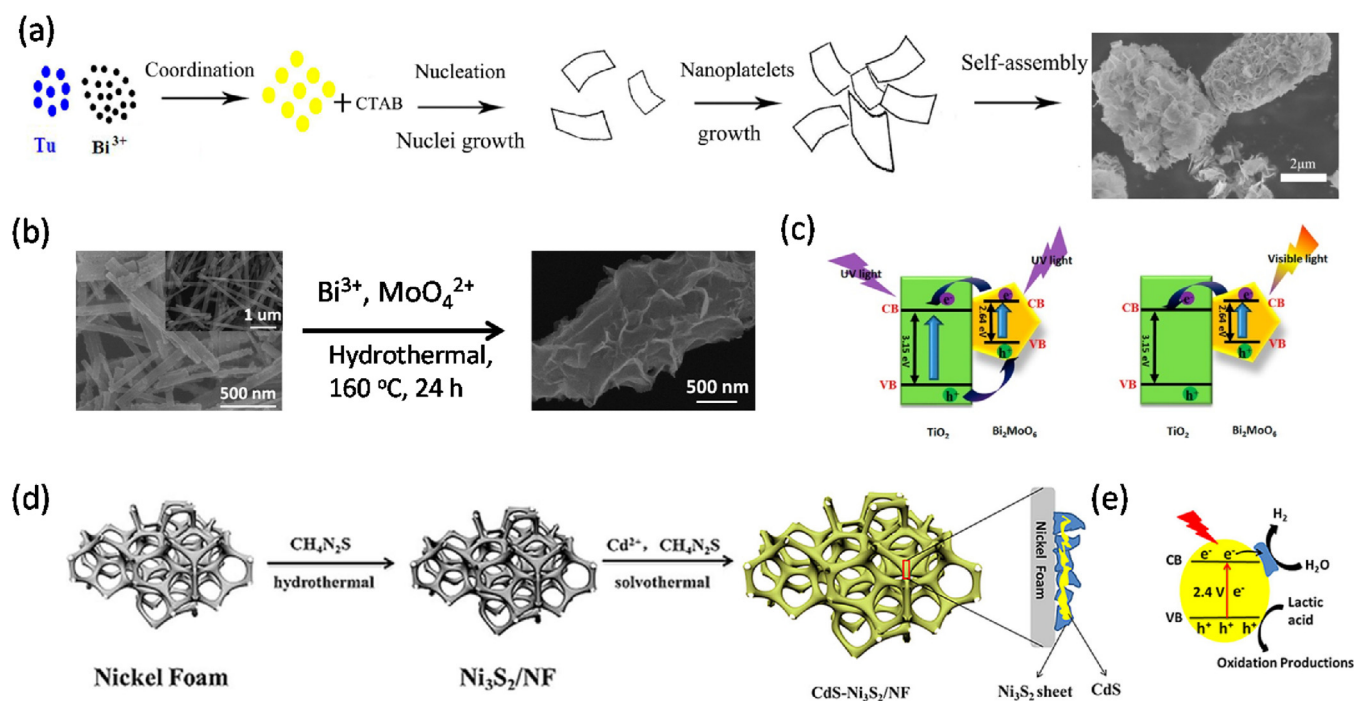 (a)
Tu
Bi³⁺
Coordination
+
CTAB
Nucleation
Nuclei growth
Nanoplatelets
growth
Self-assembly
2μm
(b)
1 um
500 nm
Bi³⁺, MoO₄²⁺
Hydrothermal,
160 °C, 24 h
500 nm
(c)
UV light
UV light
CB
e⁻
e⁻
CB
3.15 eV
2.64 eV
VB
h⁺
VB
h⁺
TiO₂
Bi₂MoO₆
Visible light
CB
e⁻
e⁻
CB
3.15 eV
2.64 eV
VB
h⁺
VB
TiO₂
Bi₂MoO₆
(d)
Nickel Foam
CH₄N₂S
hydrothermal
Ni₃S₂/NF
Cd²⁺, CH₄N₂S
solvothermal
CdS-Ni₃S₂/NF
Nickel Foam
Ni₃S₂ sheet
CdS
(e)
H₂
CB
e⁻ e⁻
H₂O
2.4 V
e⁻
Lactic
acid
VB
h⁺ h⁺ h⁺
Oxidation Productions